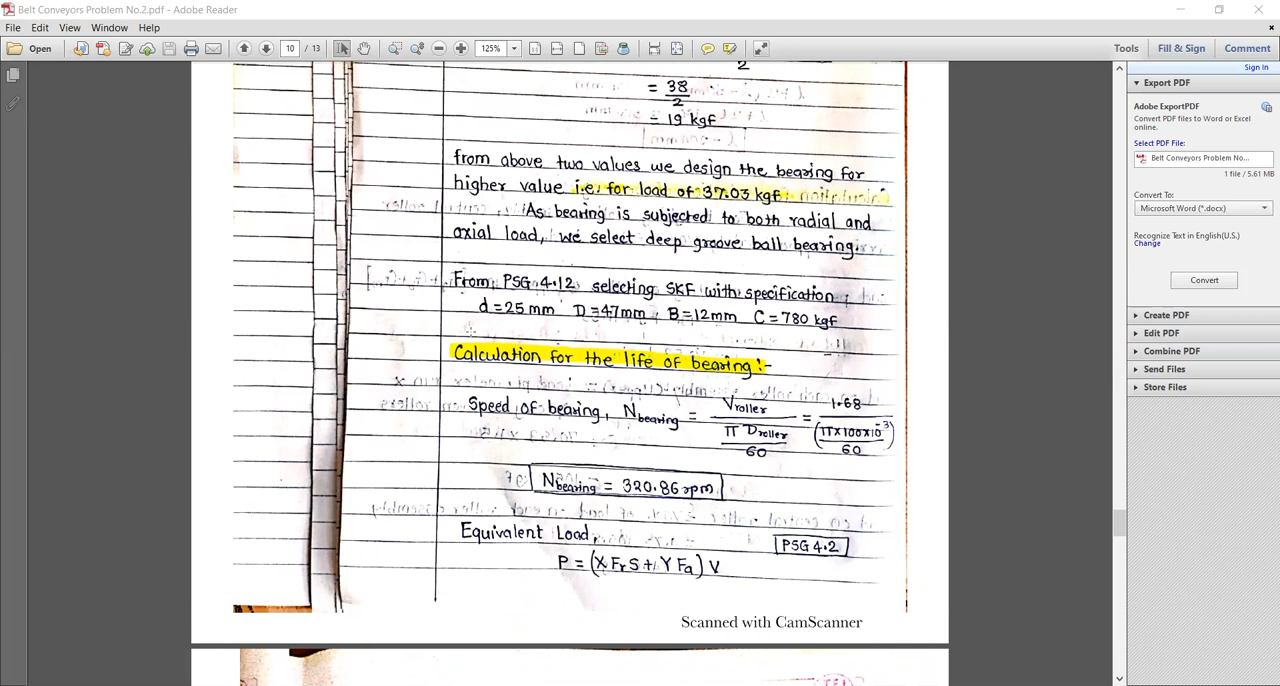 Belt Conveyors Problem No.2.pdf - Adobe Reader
File Edit View Window Help
Open
10 / 13
125%
Tools Fill & Sign Comment
Sign In
Export PDF
Adobe ExportPDF
Convert PDF files to Word or Excel
online.
Select PDF File:
Belt Conveyors Problem No...
1 file / 5.61 MB
Convert To:
Microsoft Word (*.docx)
Recognize Text in English(U.S.)
Change
Convert
Create PDF
Edit PDF
Combine PDF
Send Files
Store Files
2
= 38
2
= 19 kgf
from above two values we design the bearing for
higher value i.e. for load of 37.03 kgf.
As bearing is subjected to both radial and
axial load, we select deep groove ball bearing.
From, PSG 4.12 selecting SKF with specification,
d = 25 mm D = 47 mm, B = 12 mm C = 780 kgf
Calculation for the life of bearing :-
Speed of bearing, Nbearing = Vroller / (π Droller / 60) = 1.68 / (π×100×10⁻³ / 60)
Nbearing = 320.86 rpm
Equivalent Load,
PSG 4.2
P = (X Fr S + Y Fa) V
Scanned with CamScanner